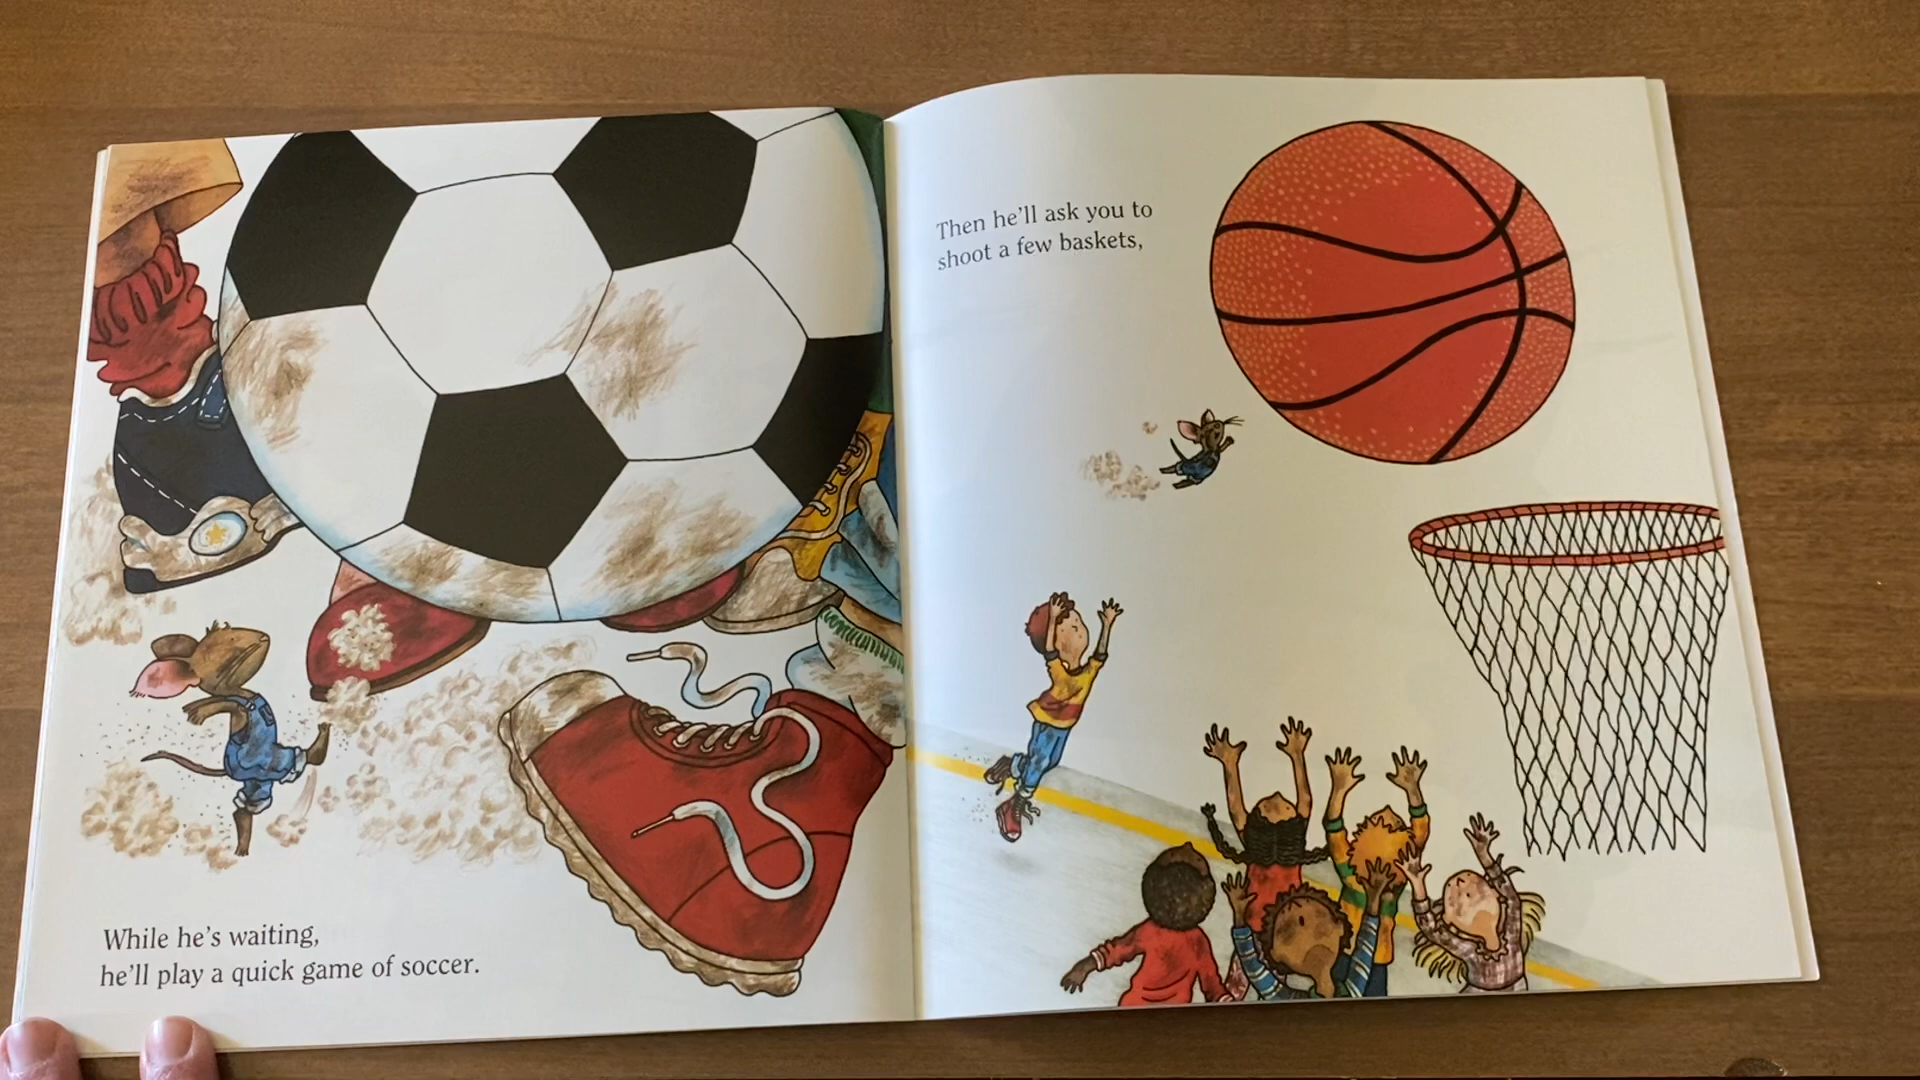 While he's waiting,
he'll play a quick game of soccer.
Then he'll ask you to
shoot a few baskets,